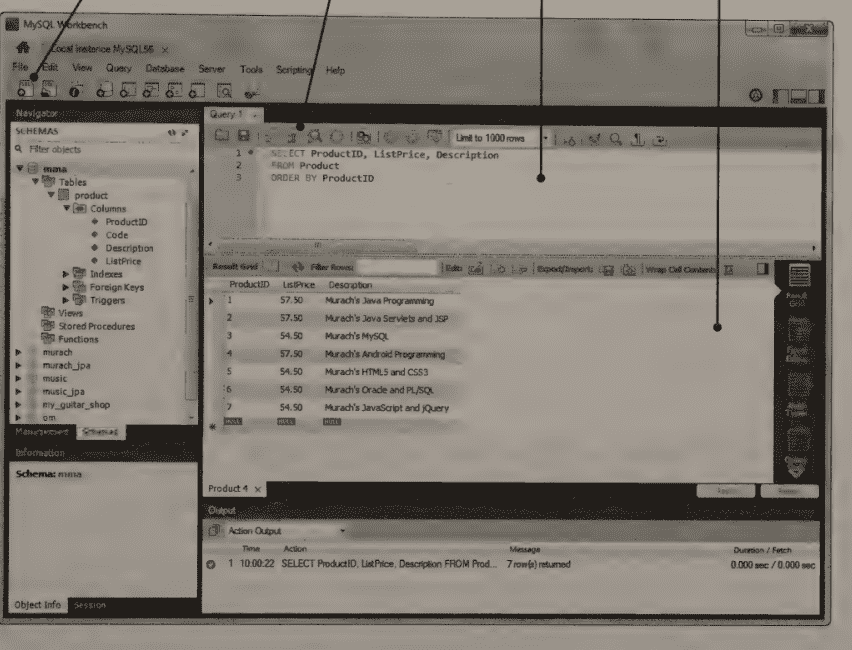 MySQL Workbench
Local instance MySQL56 ×
File Edit View Query Database Server Tools Scripting Help
Navigator
SCHEMAS
Filter objects
mma
Tables
product
Columns
ProductID
Code
Description
ListPrice
Indexes
Foreign Keys
Triggers
Views
Stored Procedures
Functions
murach
murach_jpa
music
music_jpa
my_guitar_shop
om
Management Schemas
Information
Schema: mma
Object Info Session
Query 1
Limit to 1000 rows
1 SELECT ProductID, ListPrice, Description
2 FROM Product
3 ORDER BY ProductID
Result Grid Filter Rows: Edit: Export/Import: Wrap Cell Contents:
ProductID ListPrice Description
1 57.50 Murach's Java Programming
2 57.50 Murach's Java Servlets and JSP
3 54.50 Murach's MySQL
4 57.50 Murach's Android Programming
5 54.50 Murach's HTML5 and CSS3
6 54.50 Murach's Oracle and PL/SQL
7 54.50 Murach's JavaScript and jQuery
NULL NULL NULL
Result
Grid
Product 4 ×
Output
Action Output
Time Action Message Duration / Fetch
1 10:00:22 SELECT ProductID, ListPrice, Description FROM Prod... 7 row(s) returned 0.000 sec / 0.000 sec